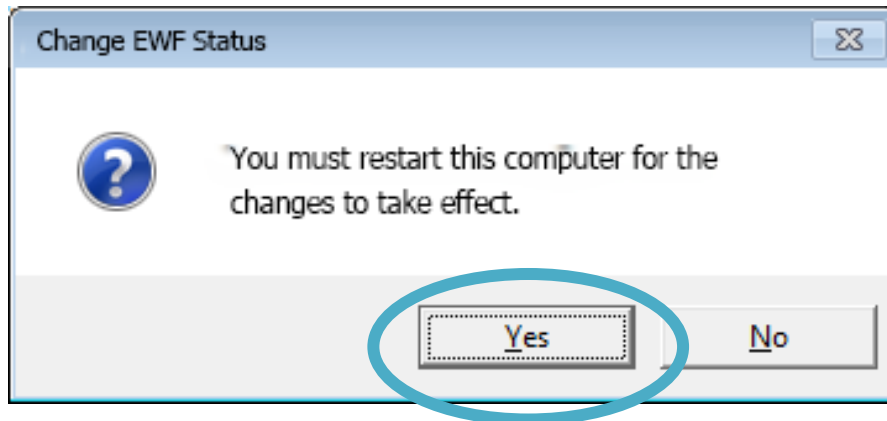 Change EWF Status
You must restart this computer for the
changes to take effect.
Yes No